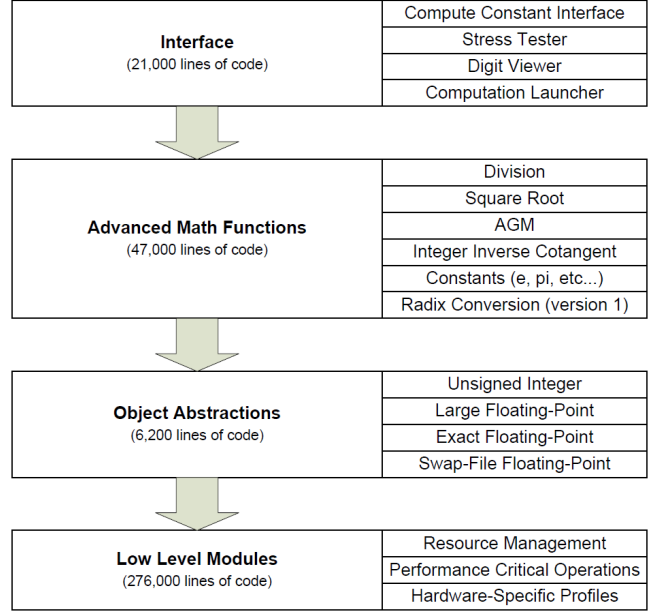 Interface
(21,000 lines of code)
Compute Constant Interface
Stress Tester
Digit Viewer
Computation Launcher
Advanced Math Functions
(47,000 lines of code)
Division
Square Root
AGM
Integer Inverse Cotangent
Constants (e, pi, etc...)
Radix Conversion (version 1)
Object Abstractions
(6,200 lines of code)
Unsigned Integer
Large Floating-Point
Exact Floating-Point
Swap-File Floating-Point
Low Level Modules
(276,000 lines of code)
Resource Management
Performance Critical Operations
Hardware-Specific Profiles